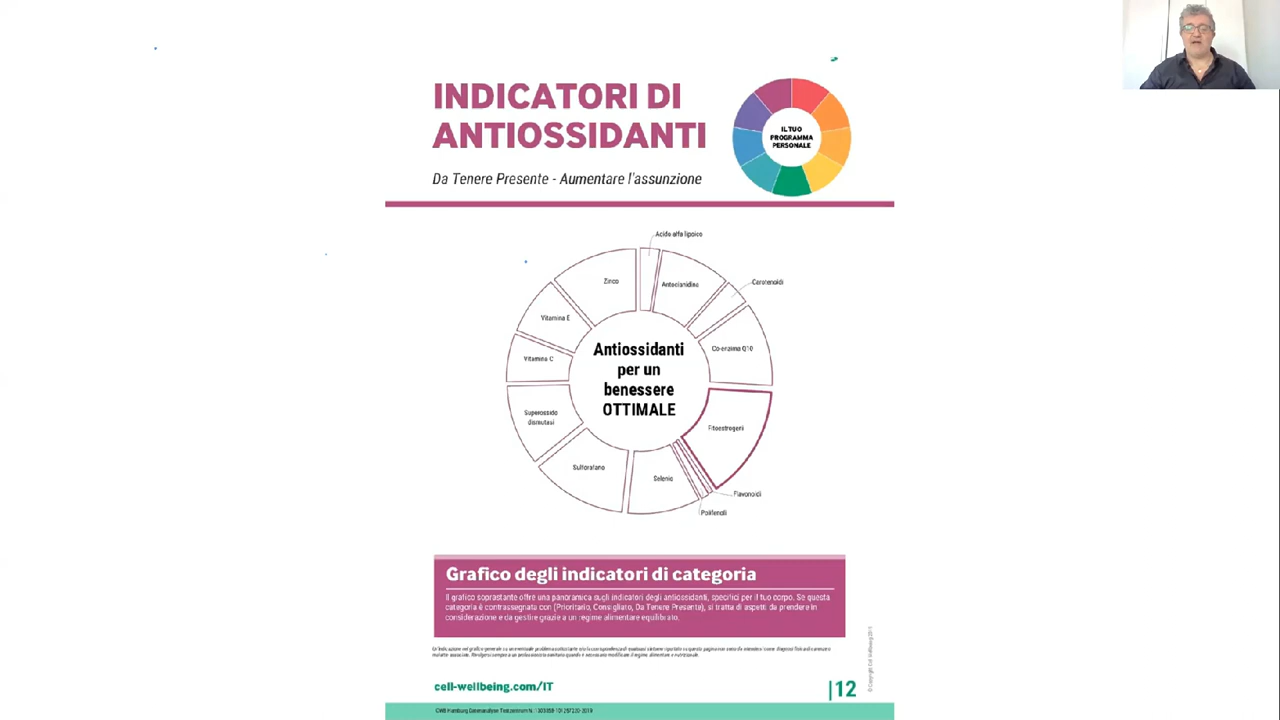 INDICATORI DI
ANTIOSSIDANTI
Da Tenere Presente - Aumentare l'assunzione
IL TUO
PROGRAMMA
PERSONALE
Acido alfa lipoico
Antocianidine
Carotenoidi
Co-enzima Q10
Fitoestrogeni
Flavonoidi
Polifenoli
Selenio
Sulforafano
Superossido
dismutasi
Vitamina C
Vitamina E
Zinco
Antiossidanti
per un
benessere
OTTIMALE
Grafico degli indicatori di categoria
Il grafico soprastante offre una panoramica sugli indicatori degli antiossidanti, specifici per il tuo corpo. Se questa
categoria è contrassegnata con (Prioritario, Consigliato, Da Tenere Presente), si tratta di aspetti da prendere in
considerazione e da gestire grazie a un regime alimentare equilibrato.
cell-wellbeing.com/IT
|12
© Copyright Cell Wellbeing